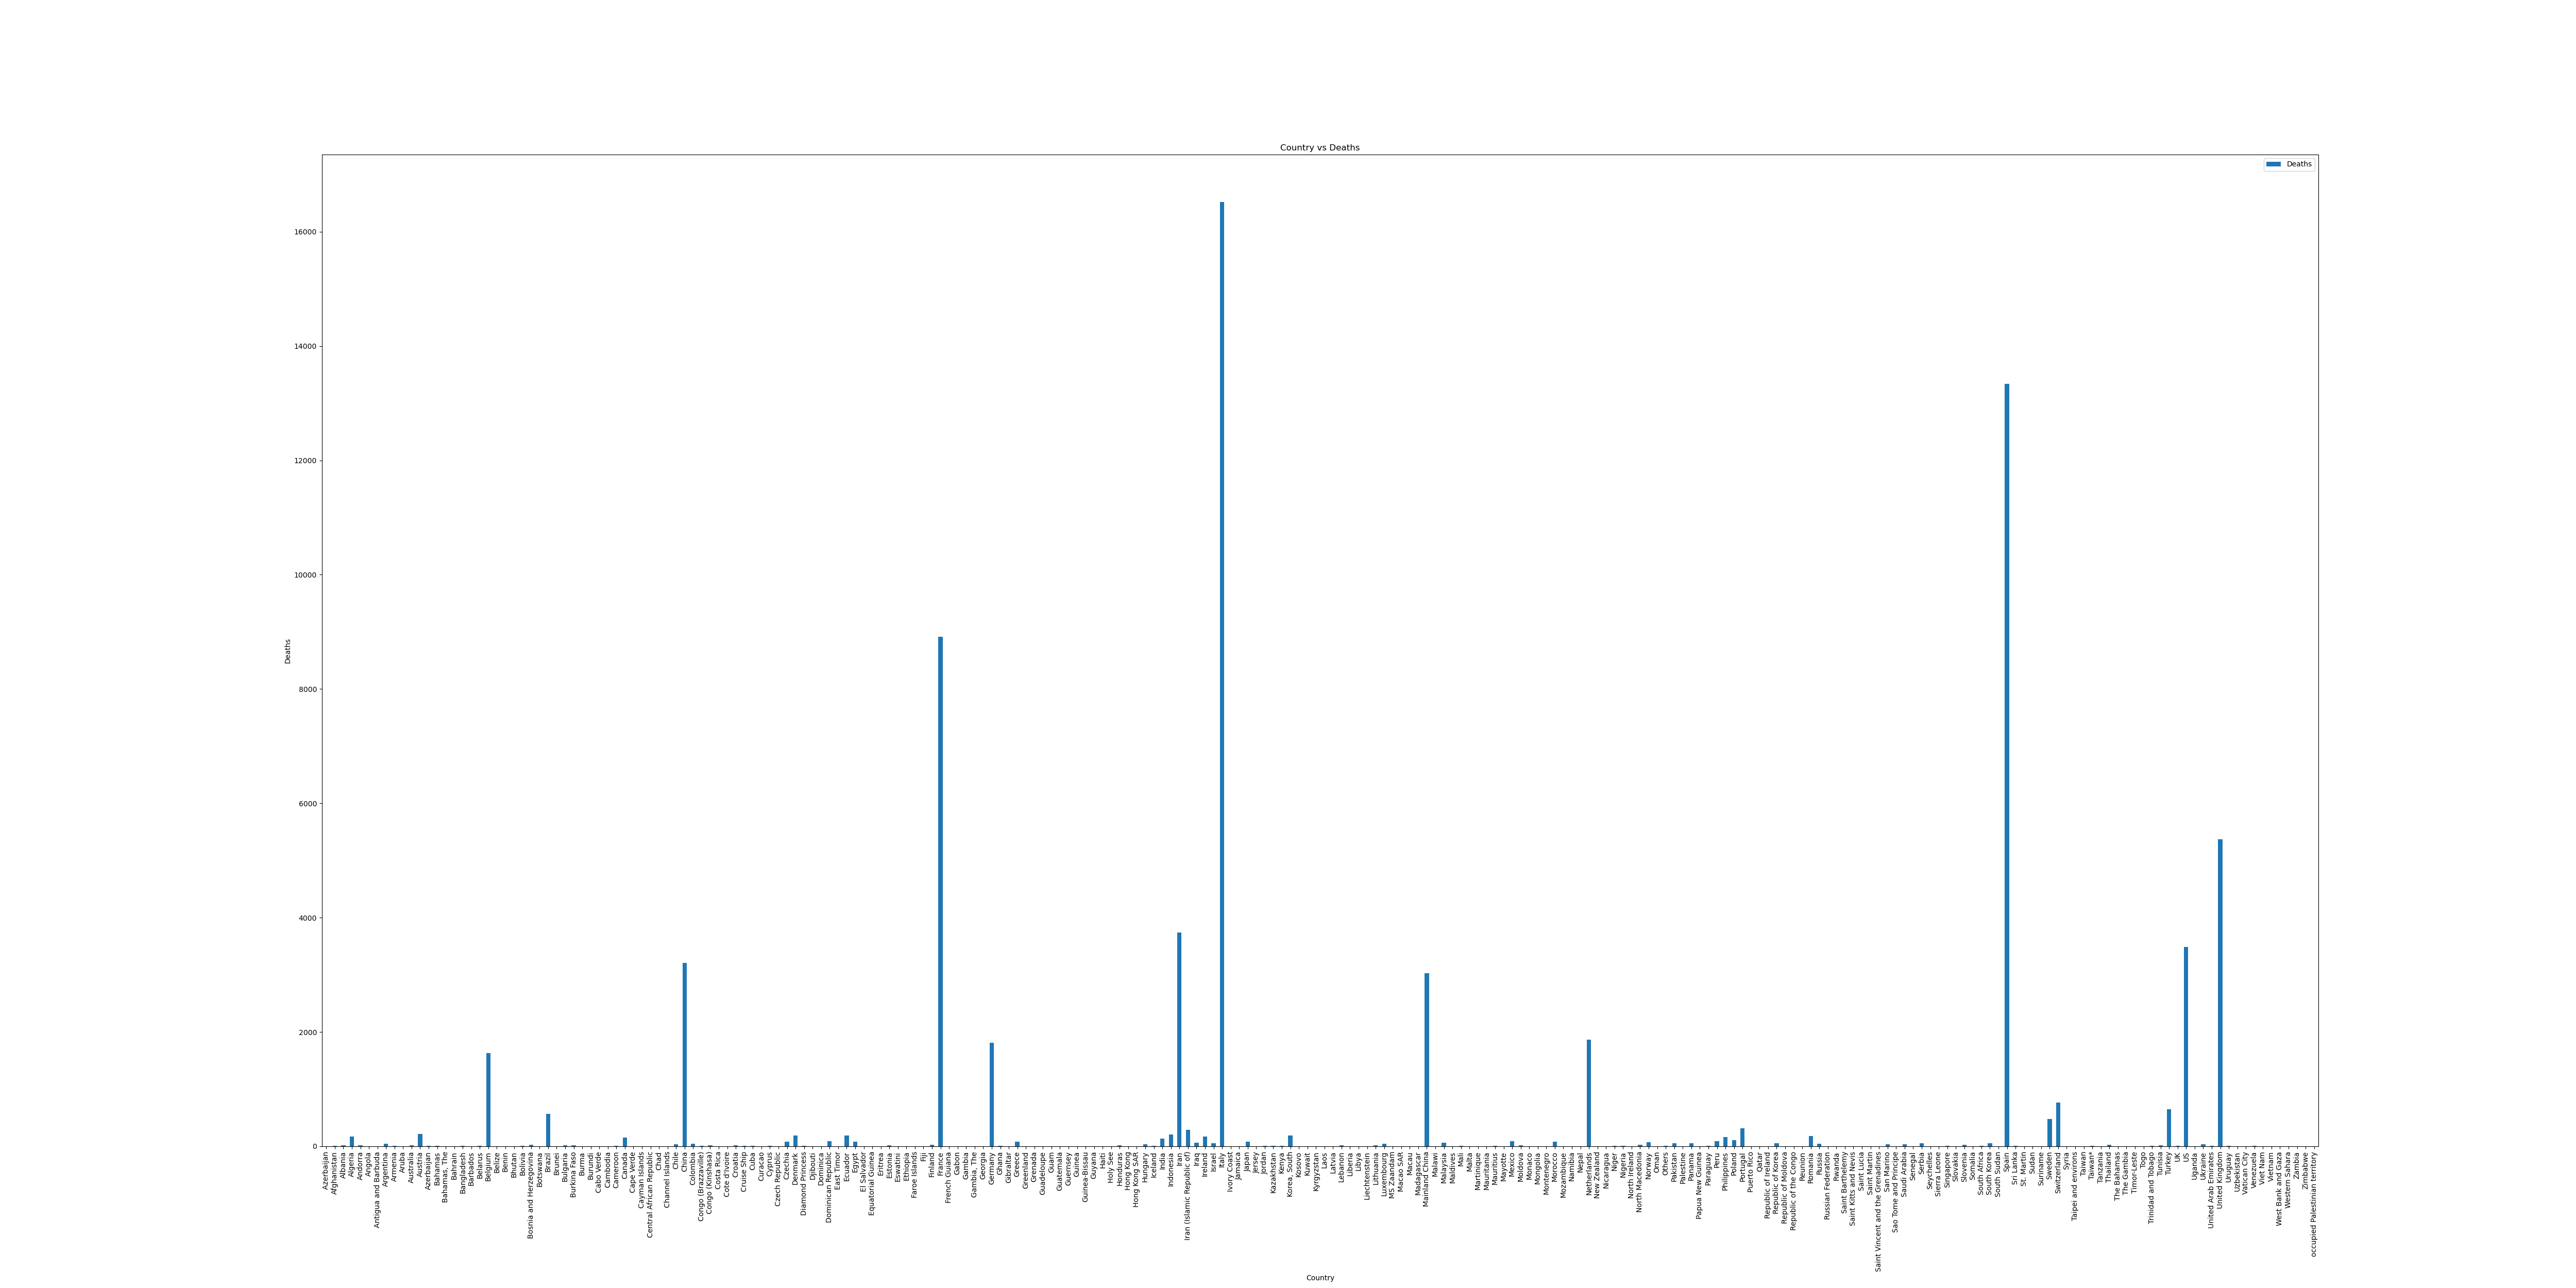 Country vs Deaths
Deaths
16000
14000
12000
10000
8000
6000
4000
2000
0
Deaths
Azerbaijan
Afghanistan
Albania
Algeria
Andorra
Angola
Antigua and Barbuda
Argentina
Armenia
Aruba
Australia
Austria
Azerbaijan
Bahamas
Bahamas, The
Bahrain
Bangladesh
Barbados
Belarus
Belgium
Belize
Benin
Bhutan
Bolivia
Bosnia and Herzegovina
Botswana
Brazil
Brunei
Bulgaria
Burkina Faso
Burma
Burundi
Cabo Verde
Cambodia
Cameroon
Canada
Cape Verde
Cayman Islands
Central African Republic
Chad
Channel Islands
Chile
China
Colombia
Congo (Brazzaville)
Congo (Kinshasa)
Costa Rica
Cote d'Ivoire
Croatia
Cruise Ship
Cuba
Curacao
Cyprus
Czech Republic
Czechia
Denmark
Diamond Princess
Djibouti
Dominica
Dominican Republic
East Timor
Ecuador
Egypt
El Salvador
Equatorial Guinea
Eritrea
Estonia
Eswatini
Ethiopia
Faroe Islands
Fiji
Finland
France
French Guiana
Gabon
Gambia
Gambia, The
Georgia
Germany
Ghana
Gibraltar
Greece
Greenland
Grenada
Guadeloupe
Guam
Guatemala
Guernsey
Guinea
Guinea-Bissau
Guyana
Haiti
Holy See
Honduras
Hong Kong
Hong Kong SAR
Hungary
Iceland
India
Indonesia
Iran
Iran (Islamic Republic of)
Iraq
Ireland
Israel
Italy
Ivory Coast
Jamaica
Japan
Jersey
Jordan
Kazakhstan
Kenya
Korea, South
Kosovo
Kuwait
Kyrgyzstan
Laos
Latvia
Lebanon
Liberia
Libya
Liechtenstein
Lithuania
Luxembourg
MS Zaandam
Macao SAR
Macau
Madagascar
Mainland China
Malawi
Malaysia
Maldives
Mali
Malta
Martinique
Mauritania
Mauritius
Mayotte
Mexico
Moldova
Monaco
Mongolia
Montenegro
Morocco
Mozambique
Namibia
Nepal
Netherlands
New Zealand
Nicaragua
Niger
Nigeria
North Ireland
North Macedonia
Norway
Oman
Others
Pakistan
Palestine
Panama
Papua New Guinea
Paraguay
Peru
Philippines
Poland
Portugal
Puerto Rico
Qatar
Republic of Ireland
Republic of Korea
Republic of Moldova
Republic of the Congo
Reunion
Romania
Russia
Russian Federation
Rwanda
Saint Barthelemy
Saint Kitts and Nevis
Saint Lucia
Saint Martin
Saint Vincent and the Grenadines
San Marino
Sao Tome and Principe
Saudi Arabia
Senegal
Serbia
Seychelles
Sierra Leone
Singapore
Slovakia
Slovenia
Somalia
South Africa
South Korea
South Sudan
Spain
Sri Lanka
St. Martin
Sudan
Suriname
Sweden
Switzerland
Syria
Taipei and environs
Taiwan
Taiwan*
Tanzania
Thailand
The Bahamas
The Gambia
Timor-Leste
Togo
Trinidad and Tobago
Tunisia
Turkey
UK
US
Uganda
Ukraine
United Arab Emirates
United Kingdom
Uruguay
Uzbekistan
Vatican City
Venezuela
Viet Nam
Vietnam
West Bank and Gaza
Western Sahara
Zambia
Zimbabwe
occupied Palestinian territory
Country